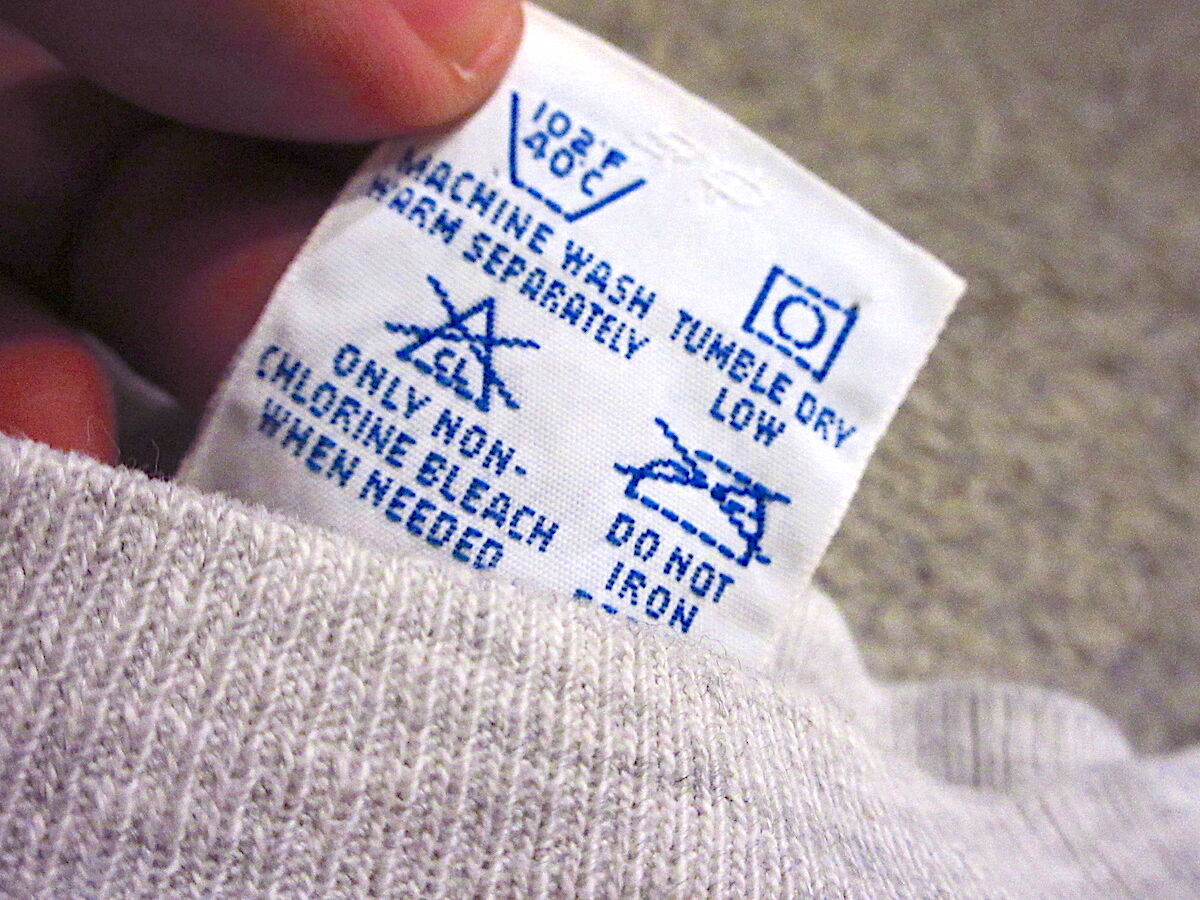 102°F
40°C
MACHINE WASH
WARM SEPARATELY
TUMBLE DRY
LOW
CL
ONLY NON-
CHLORINE BLEACH
WHEN NEEDED
DO NOT
IRON